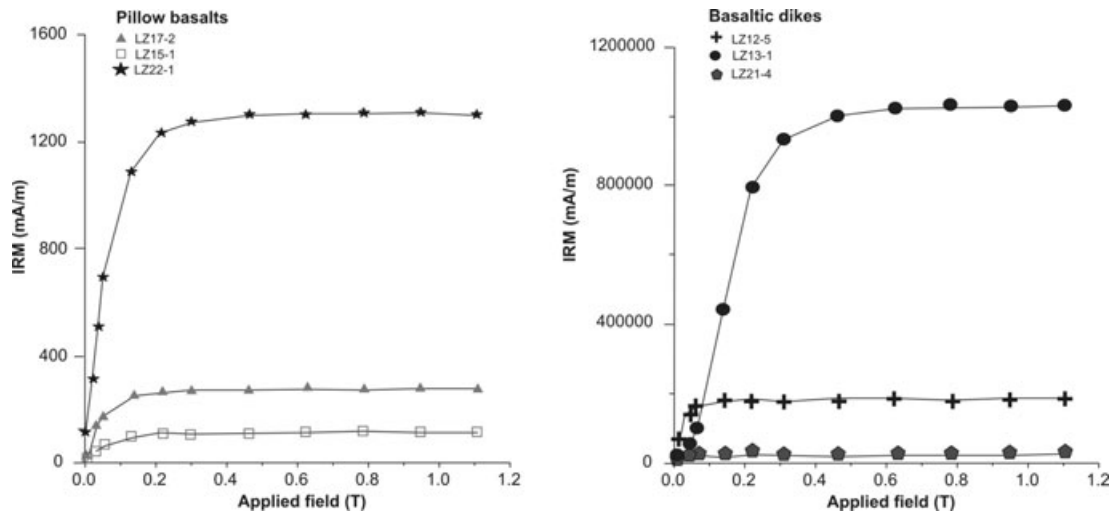 Pillow basalts
LZ17-2
LZ15-1
LZ22-1
1600
1200
800
400
0
IRM (mA/m)
0.0 0.2 0.4 0.6 0.8 1.0 1.2
Applied field (T)
Basaltic dikes
LZ12-5
LZ13-1
LZ21-4
1200000
800000
400000
0
IRM (mA/m)
0.0 0.2 0.4 0.6 0.8 1.0 1.2
Applied field (T)